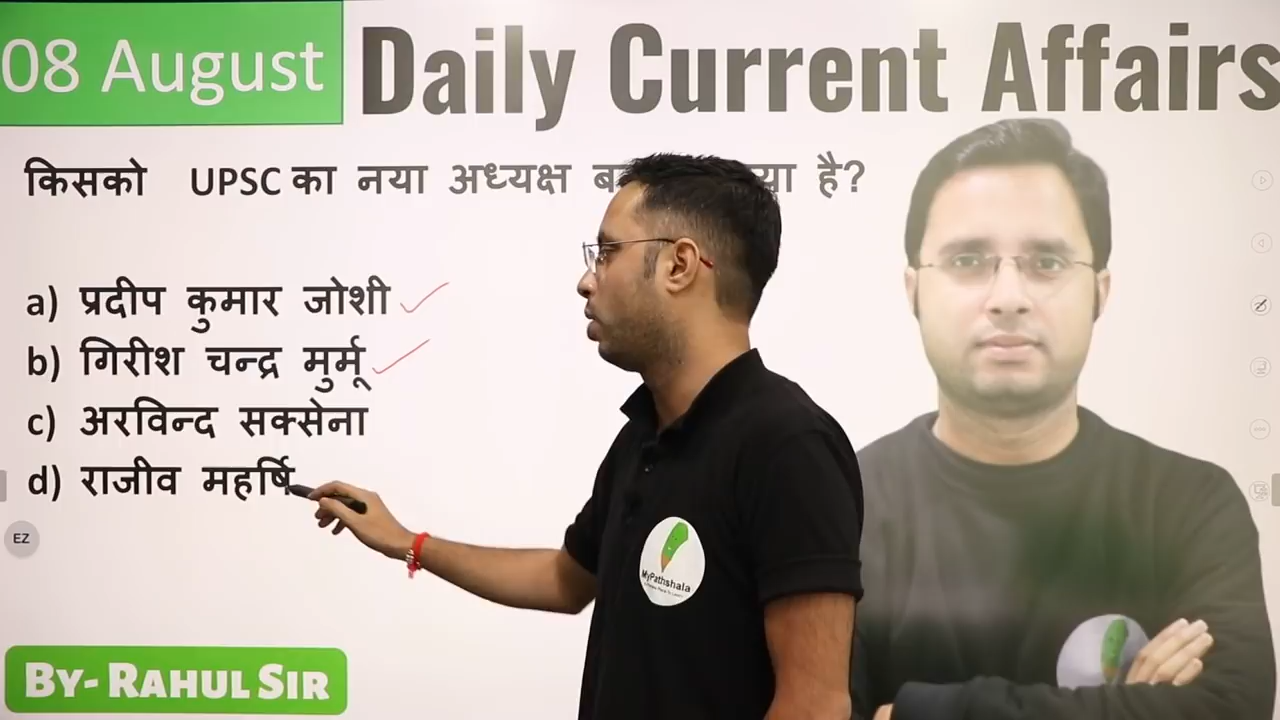 08 August
Daily Current Affairs
किसको UPSC का नया अध्यक्ष है?
a) प्रदीप कुमार जोशी
b) गिरीश चन्द्र मुर्मू
c) अरविन्द सक्सेना
d) राजीव महर्षि
EZ
MyPathshala
By- Rahul Sir